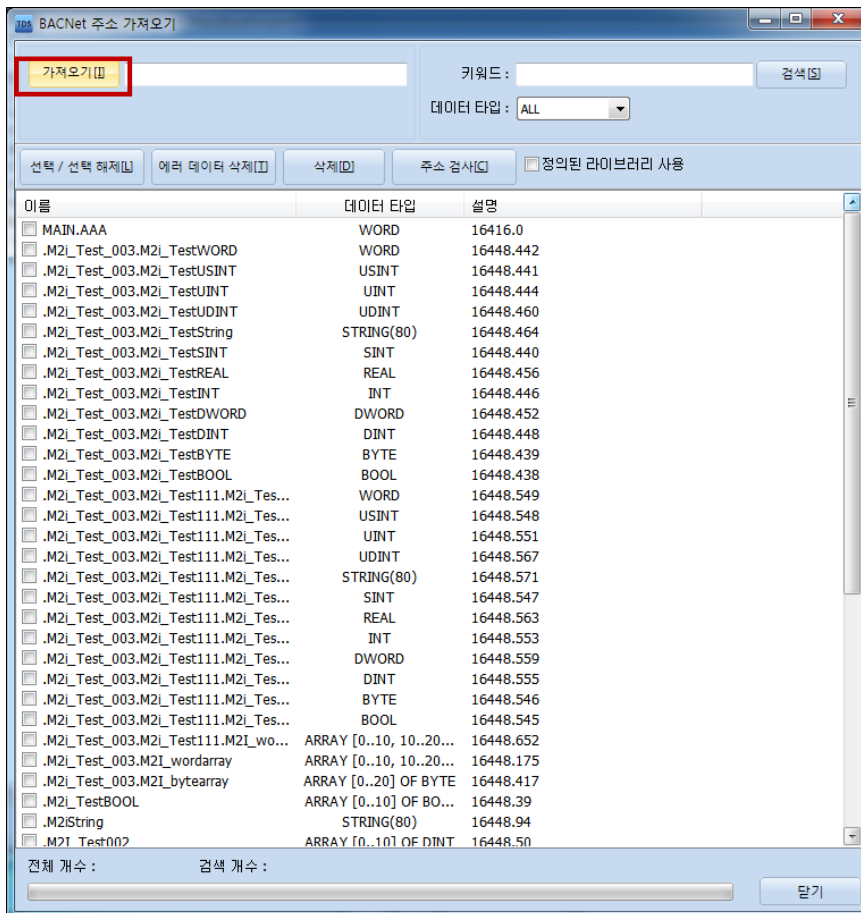 TDS BACNet 주소 가져오기
가져오기[I] 키워드 : 검색[S]
데이터 타입 : ALL
선택 / 선택 해제[L] 에러 데이터 삭제[T] 삭제[D] 주소 검사[C] 정의된 라이브러리 사용
이름 데이터 타입 설명
MAIN.AAA WORD 16416.0
.M2i_Test_003.M2i_TestWORD WORD 16448.442
.M2i_Test_003.M2i_TestUSINT USINT 16448.441
.M2i_Test_003.M2i_TestUINT UINT 16448.444
.M2i_Test_003.M2i_TestUDINT UDINT 16448.460
.M2i_Test_003.M2i_TestString STRING(80) 16448.464
.M2i_Test_003.M2i_TestSINT SINT 16448.440
.M2i_Test_003.M2i_TestREAL REAL 16448.456
.M2i_Test_003.M2i_TestINT INT 16448.446
.M2i_Test_003.M2i_TestDWORD DWORD 16448.452
.M2i_Test_003.M2i_TestDINT DINT 16448.448
.M2i_Test_003.M2i_TestBYTE BYTE 16448.439
.M2i_Test_003.M2i_TestBOOL BOOL 16448.438
.M2i_Test_003.M2i_Test111.M2i_Tes... WORD 16448.549
.M2i_Test_003.M2i_Test111.M2i_Tes... USINT 16448.548
.M2i_Test_003.M2i_Test111.M2i_Tes... UINT 16448.551
.M2i_Test_003.M2i_Test111.M2i_Tes... UDINT 16448.567
.M2i_Test_003.M2i_Test111.M2i_Tes... STRING(80) 16448.571
.M2i_Test_003.M2i_Test111.M2i_Tes... SINT 16448.547
.M2i_Test_003.M2i_Test111.M2i_Tes... REAL 16448.563
.M2i_Test_003.M2i_Test111.M2i_Tes... INT 16448.553
.M2i_Test_003.M2i_Test111.M2i_Tes... DWORD 16448.559
.M2i_Test_003.M2i_Test111.M2i_Tes... DINT 16448.555
.M2i_Test_003.M2i_Test111.M2i_Tes... BYTE 16448.546
.M2i_Test_003.M2i_Test111.M2i_Tes... BOOL 16448.545
.M2i_Test_003.M2i_Test111.M2I_wo... ARRAY [0..10, 10..20... 16448.652
.M2i_Test_003.M2I_wordarray ARRAY [0..10, 10..20... 16448.175
.M2i_Test_003.M2I_bytearray ARRAY [0..20] OF BYTE 16448.417
.M2i_TestBOOL ARRAY [0..10] OF BO... 16448.39
.M2iString STRING(80) 16448.94
.M2I_Test002 ARRAY [0..10] OF DINT 16448.50
전체 개수 : 검색 개수 :
닫기